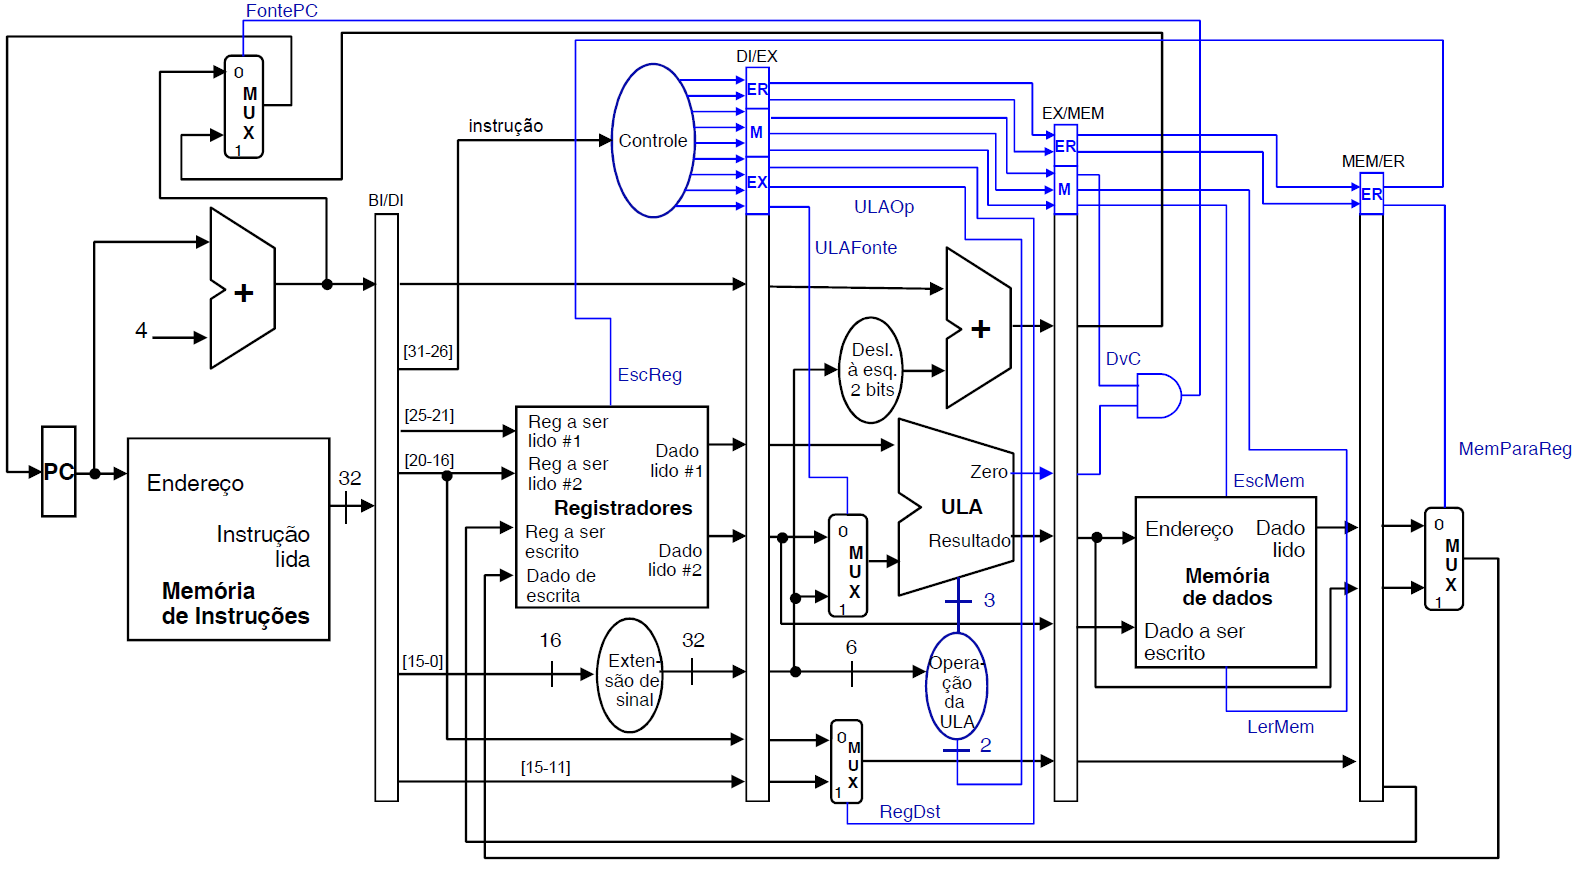 FontePC
0
M
U
X
1
DI/EX
ER
M
EX
instrução
Controle
EX/MEM
ER
M
MEM/ER
ER
BI/DI
ULAOp
ULAFonte
+
4
[31-26]
EscReg
Desl.
à esq.
2 bits
+
DvC
[25-21]
[20-16]
Reg a ser
lido #1
Reg a ser
lido #2
Registradores
Reg a ser
escrito
Dado de
escrita
Dado
lido #1
Dado
lido #2
PC
Endereço
Instrução
lida
Memória
de Instruções
32
Zero
ULA
Resultado
0
M
U
X
1
3
MemParaReg
EscMem
Endereço
Dado
lido
Memória
de dados
Dado a ser
escrito
0
M
U
X
1
[15-0]
16
Exten-
são de
sinal
32
6
Opera-
ção
da
ULA
2
LerMem
[15-11]
0
M
U
X
1
RegDst